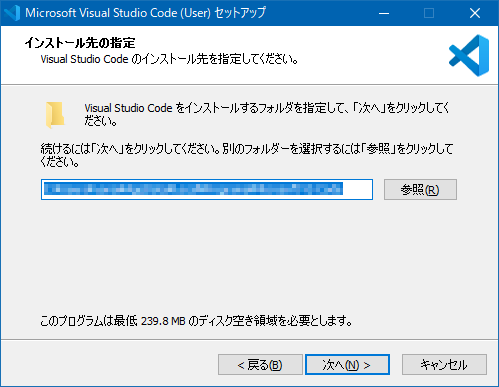 Microsoft Visual Studio Code (User) セットアップ
インストール先の指定
Visual Studio Code のインストール先を指定してください。
Visual Studio Code をインストールするフォルダを指定して、「次へ」をクリックしてく
ださい。
続けるには「次へ」をクリックしてください。別のフォルダーを選択するには「参照」をクリックして
ください。
参照(R)
このプログラムは最低 239.8 MB のディスク空き領域を必要とします。
< 戻る(B)
次へ(N) >
キャンセル